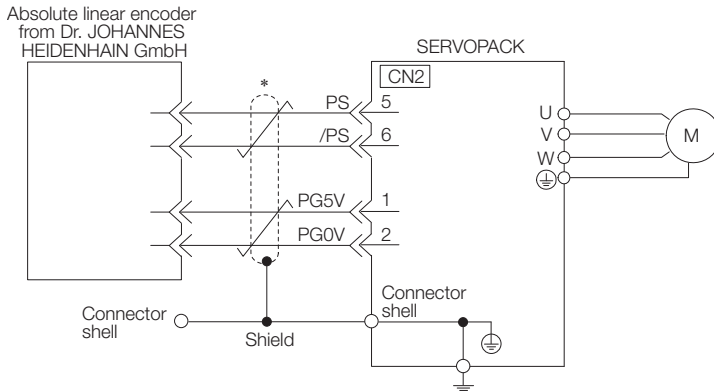 Absolute linear encoder
from Dr. JOHANNES
HEIDENHAIN GmbH
SERVOPACK
CN2
*
PS 5
/PS 6
PG5V 1
PG0V 2
U
V
W
M
Connector
shell
Shield
Connector
shell